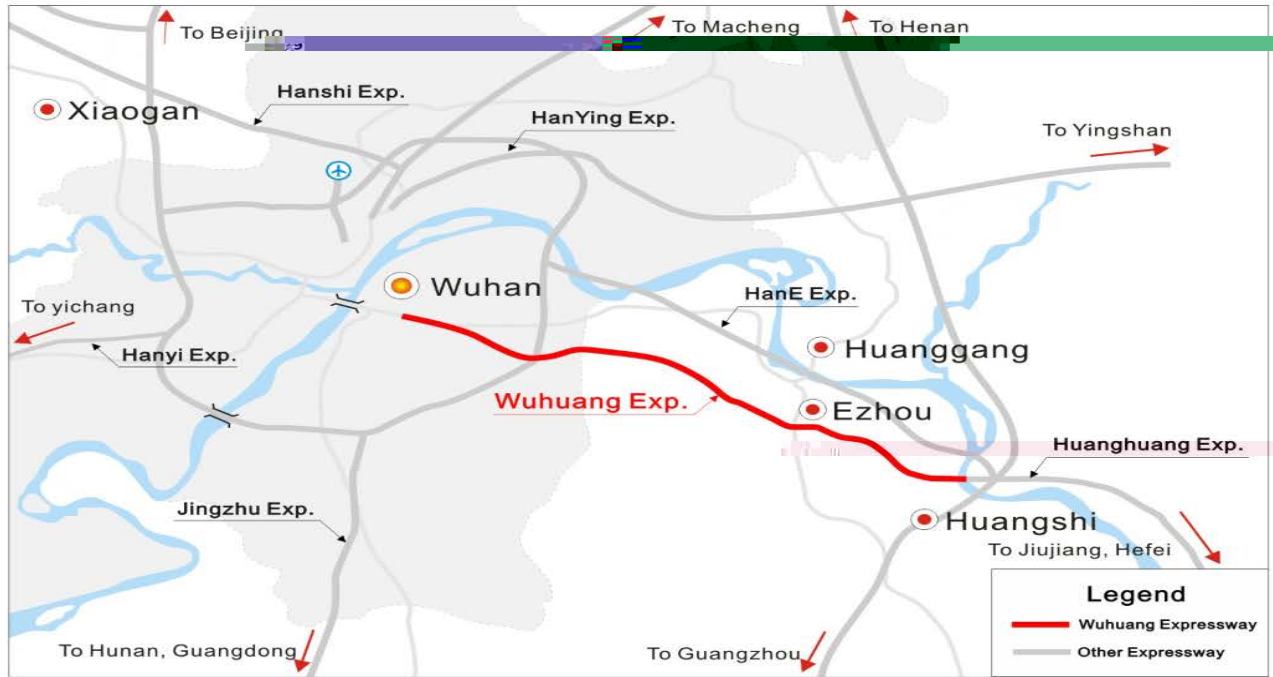 To Beijing
To Macheng
To Henan
Hanshi Exp.
Xiaogan
HanYing Exp.
To Yingshan
Wuhan
To yichang
HanE Exp.
Hanyi Exp.
Huanggang
Wuhuang Exp.
Ezhou
Huanghuang Exp.
Jingzhu Exp.
Huangshi
To Jiujiang, Hefei
Legend
Wuhuang Expressway
To Hunan, Guangdong
To Guangzhou
Other Expressway